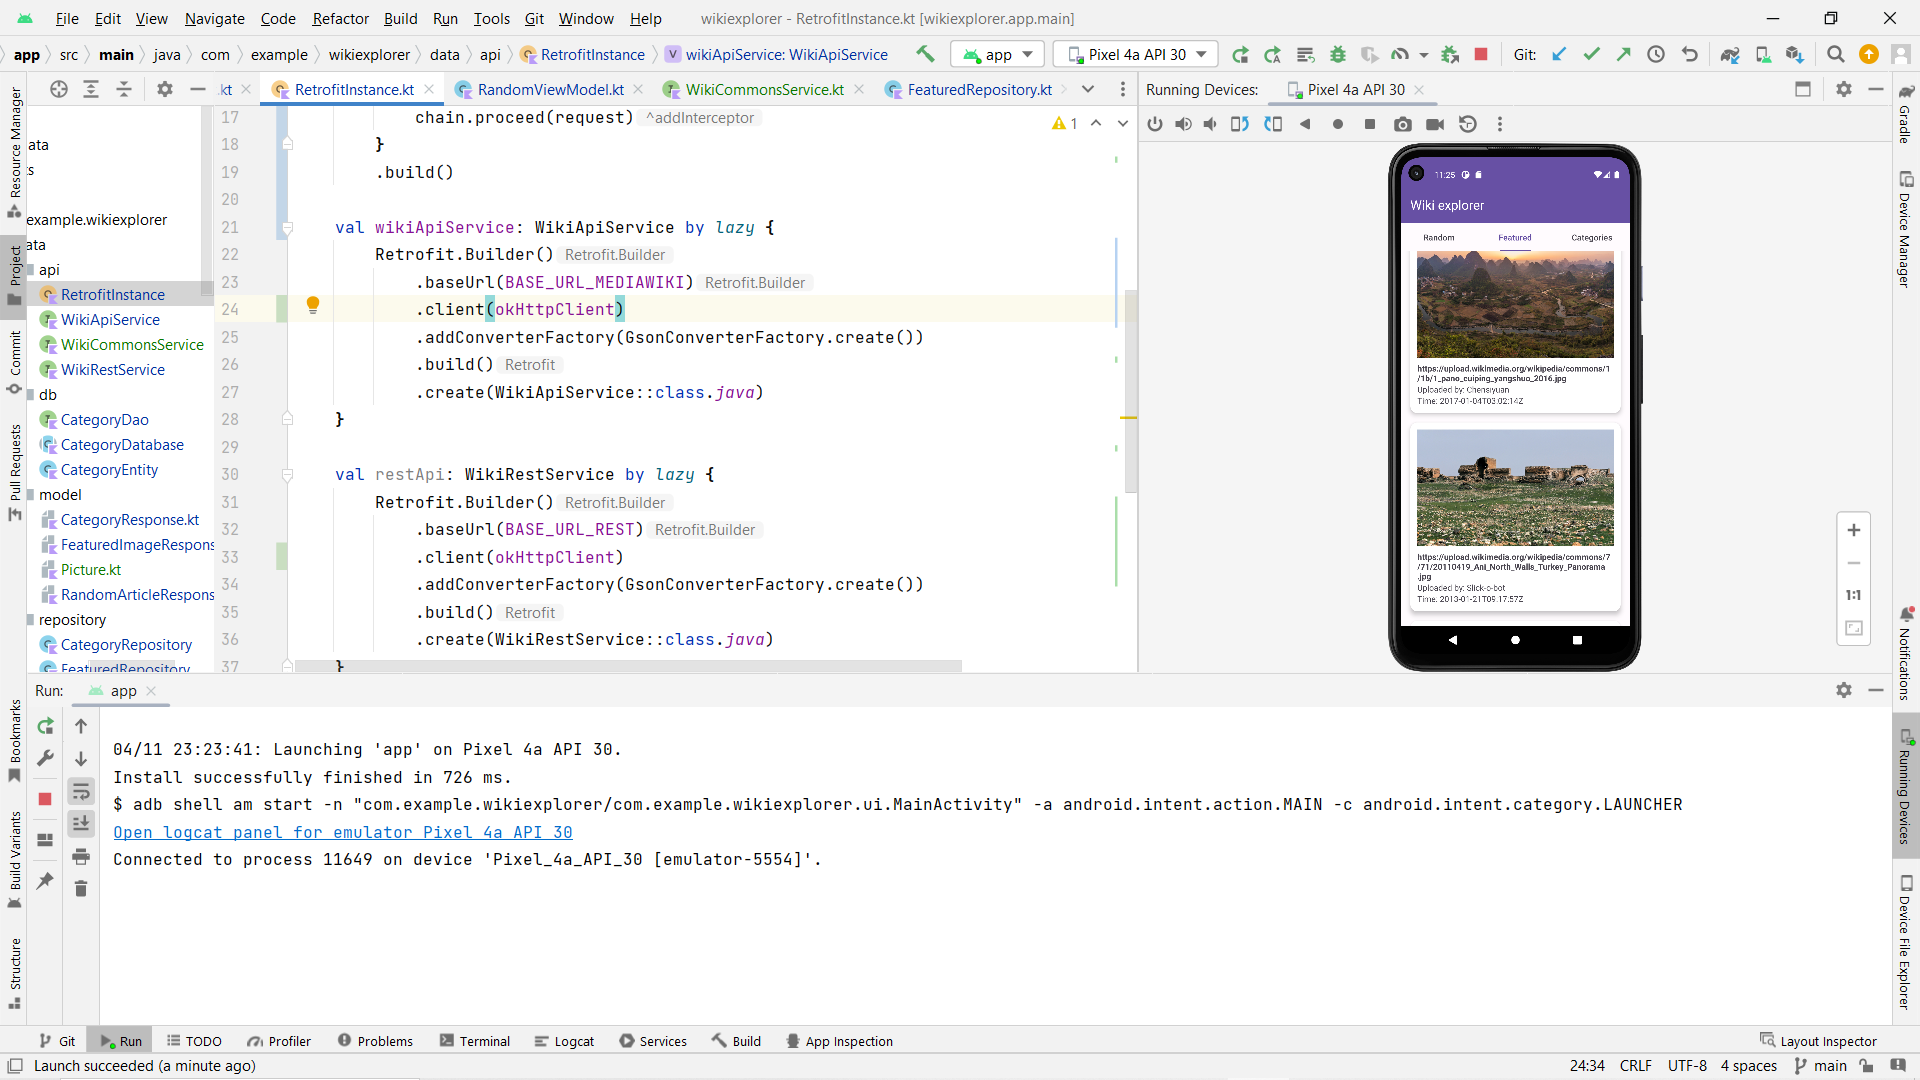 File Edit View Navigate Code Refactor Build Run Tools Git Window Help wikiexplorer - RetrofitInstance.kt [wikiexplorer.app.main]
app src main java com example wikiexplorer data api RetrofitInstance wikiApiService: WikiApiService app Pixel 4a API 30 Git:
.kt RetrofitInstance.kt RandomViewModel.kt WikiCommonsService.kt FeaturedRepository.kt
Running Devices: Pixel 4a API 30
Resource Manager
Project
Commit
Pull Requests
Bookmarks
Build Variants
Structure
ata
s
example.wikiexplorer
ata
api
RetrofitInstance
WikiApiService
WikiCommonsService
WikiRestService
db
CategoryDao
CategoryDatabase
CategoryEntity
model
CategoryResponse.kt
FeaturedImageRespons
Picture.kt
RandomArticleRespons
repository
CategoryRepository
FeaturedRepository
17 chain.proceed(request) ^addInterceptor
1
18 }
19 .build()
20
21 val wikiApiService: WikiApiService by lazy {
22 Retrofit.Builder() Retrofit.Builder
23 .baseUrl(BASE_URL_MEDIAWIKI) Retrofit.Builder
24 .client(okHttpClient)
25 .addConverterFactory(GsonConverterFactory.create())
26 .build() Retrofit
27 .create(WikiApiService::class.java)
28 }
29
30 val restApi: WikiRestService by lazy {
31 Retrofit.Builder() Retrofit.Builder
32 .baseUrl(BASE_URL_REST) Retrofit.Builder
33 .client(okHttpClient)
34 .addConverterFactory(GsonConverterFactory.create())
35 .build() Retrofit
36 .create(WikiRestService::class.java)
37 }
11:25
Wiki explorer
Random Featured Categories
https://upload.wikimedia.org/wikipedia/commons/1
/1b/1_pano_cuiping_yangshuo_2016.jpg
Uploaded by: Chensiyuan
Time: 2017-01-04T03:02:14Z
https://upload.wikimedia.org/wikipedia/commons/7
/71/20110419_Ani_North_Walls_Turkey_Panorama
.jpg
Uploaded by: Slick-o-bot
Time: 2013-01-21T09:17:57Z
1:1
Gradle
Device Manager
Notifications
Running Devices
Device File Explorer
Run: app
04/11 23:23:41: Launching 'app' on Pixel 4a API 30.
Install successfully finished in 726 ms.
$ adb shell am start -n "com.example.wikiexplorer/com.example.wikiexplorer.ui.MainActivity" -a android.intent.action.MAIN -c android.intent.category.LAUNCHER
Open logcat panel for emulator Pixel 4a API 30
Connected to process 11649 on device 'Pixel_4a_API_30 [emulator-5554]'.
Git Run TODO Profiler Problems Terminal Logcat Services Build App Inspection Layout Inspector
Launch succeeded (a minute ago) 24:34 CRLF UTF-8 4 spaces main